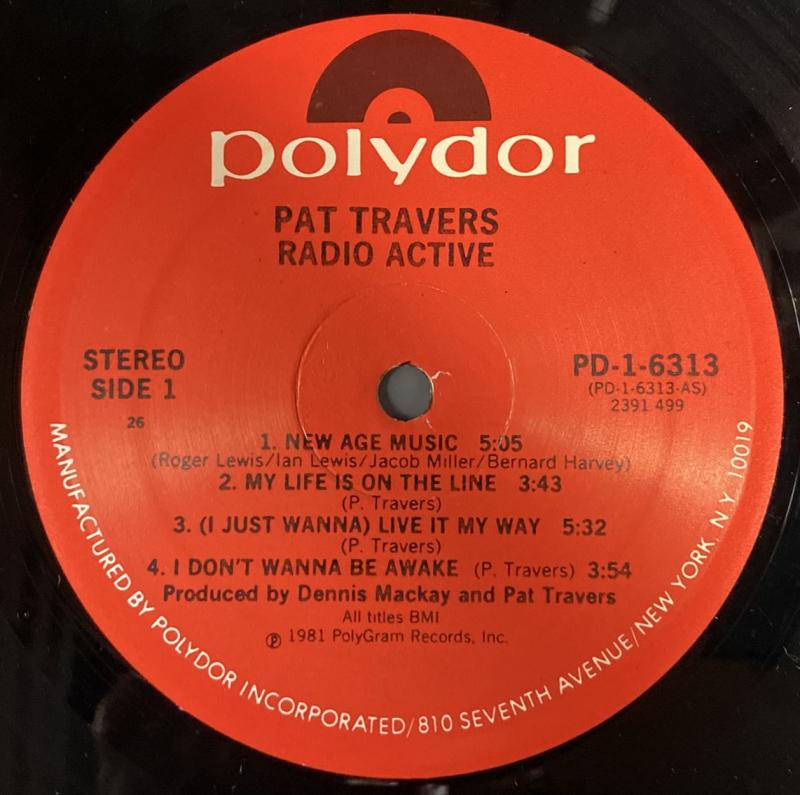 polydor
PAT TRAVERS
RADIO ACTIVE
STEREO
SIDE 1
26
PD-1-6313
(PD-1-6313-AS)
2391 499
1. NEW AGE MUSIC 5:05
(Roger Lewis/Ian Lewis/Jacob Miller/Bernard Harvey)
2. MY LIFE IS ON THE LINE 3:43
(P. Travers)
3. (I JUST WANNA) LIVE IT MY WAY 5:32
(P. Travers)
4. I DON'T WANNA BE AWAKE (P. Travers) 3:54
Produced by Dennis Mackay and Pat Travers
All titles BMI
Ⓟ 1981 PolyGram Records, Inc.
MANUFACTURED BY POLYDOR INCORPORATED/810 SEVENTH AVENUE/NEW YORK, N.Y. 10019